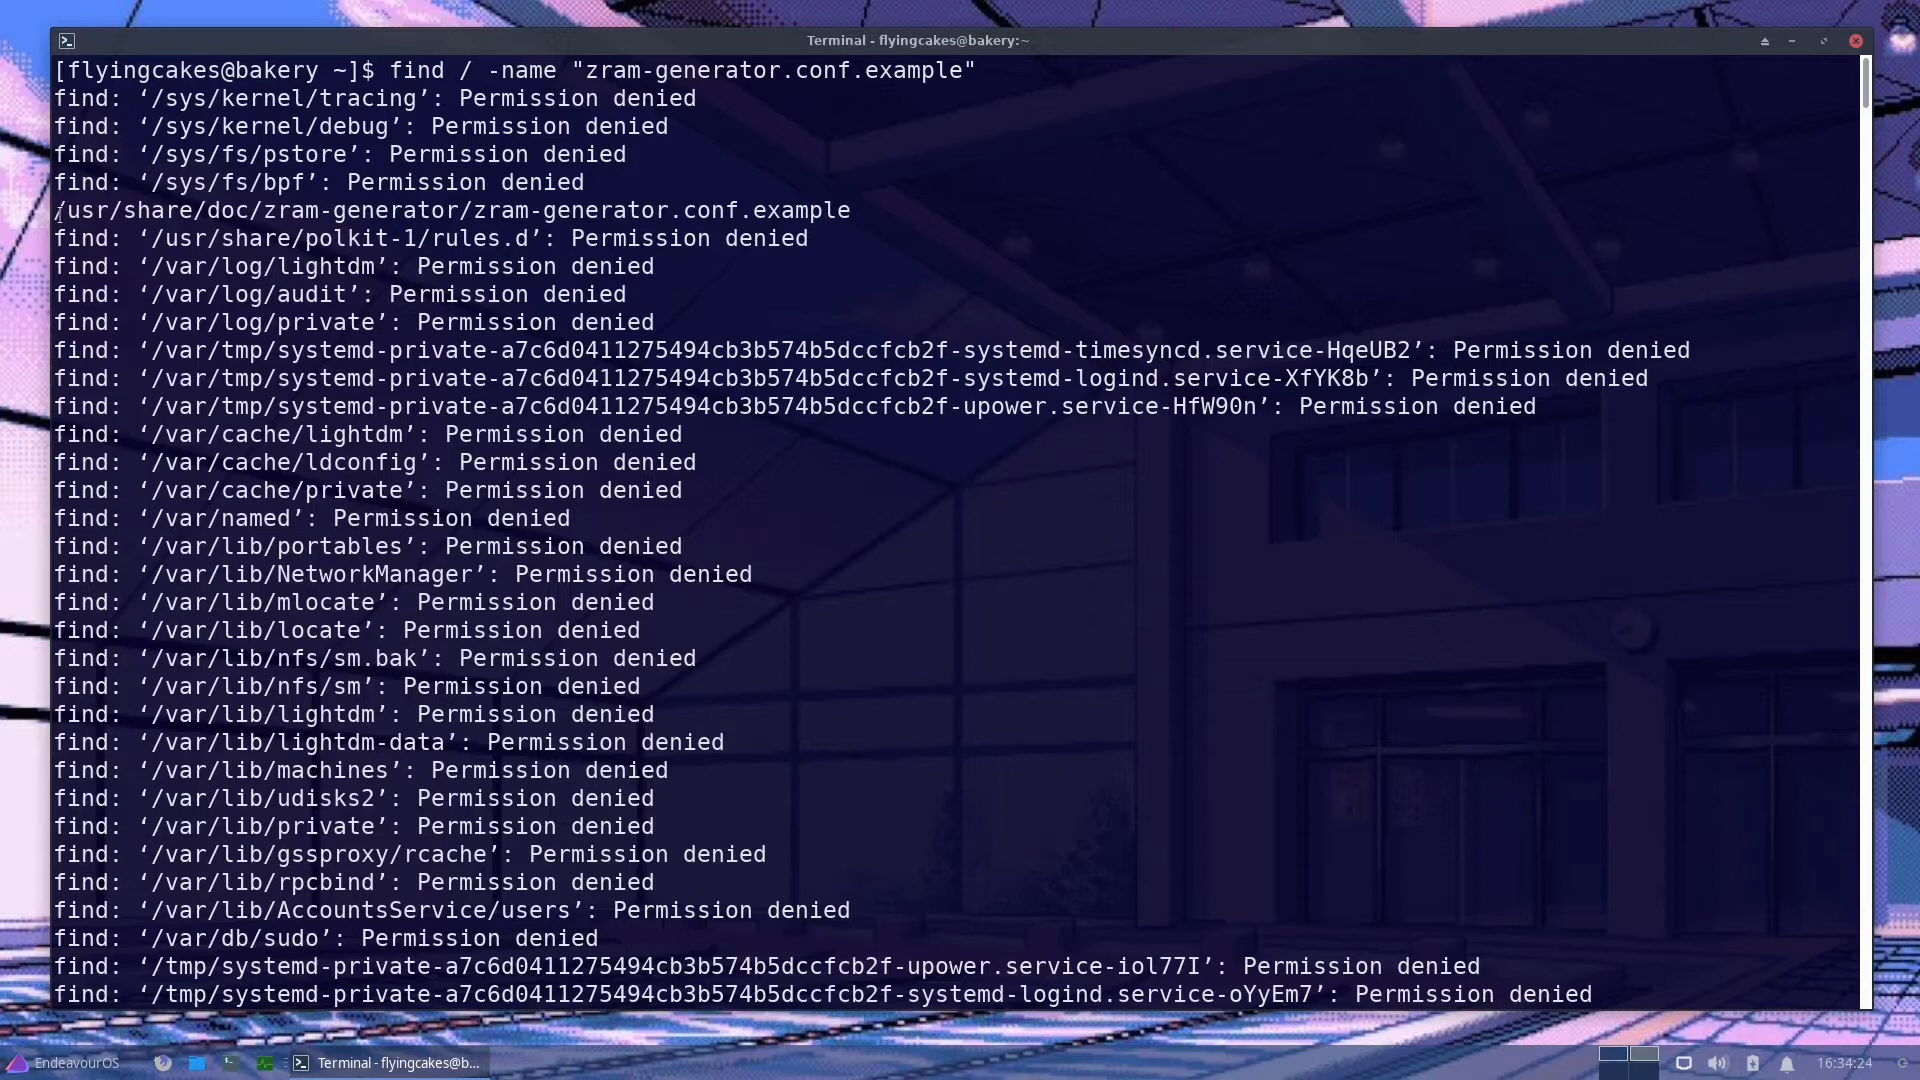 Terminal - flyingcakes@bakery:~
[flyingcakes@bakery ~]$ find / -name "zram-generator.conf.example"
find: ‘/sys/kernel/tracing’: Permission denied
find: ‘/sys/kernel/debug’: Permission denied
find: ‘/sys/fs/pstore’: Permission denied
find: ‘/sys/fs/bpf’: Permission denied
/usr/share/doc/zram-generator/zram-generator.conf.example
find: ‘/usr/share/polkit-1/rules.d’: Permission denied
find: ‘/var/log/lightdm’: Permission denied
find: ‘/var/log/audit’: Permission denied
find: ‘/var/log/private’: Permission denied
find: ‘/var/tmp/systemd-private-a7c6d0411275494cb3b574b5dccfcb2f-systemd-timesyncd.service-HqeUB2’: Permission denied
find: ‘/var/tmp/systemd-private-a7c6d0411275494cb3b574b5dccfcb2f-systemd-logind.service-XfYK8b’: Permission denied
find: ‘/var/tmp/systemd-private-a7c6d0411275494cb3b574b5dccfcb2f-upower.service-HfW90n’: Permission denied
find: ‘/var/cache/lightdm’: Permission denied
find: ‘/var/cache/ldconfig’: Permission denied
find: ‘/var/cache/private’: Permission denied
find: ‘/var/named’: Permission denied
find: ‘/var/lib/portables’: Permission denied
find: ‘/var/lib/NetworkManager’: Permission denied
find: ‘/var/lib/mlocate’: Permission denied
find: ‘/var/lib/locate’: Permission denied
find: ‘/var/lib/nfs/sm.bak’: Permission denied
find: ‘/var/lib/nfs/sm’: Permission denied
find: ‘/var/lib/lightdm’: Permission denied
find: ‘/var/lib/lightdm-data’: Permission denied
find: ‘/var/lib/machines’: Permission denied
find: ‘/var/lib/udisks2’: Permission denied
find: ‘/var/lib/private’: Permission denied
find: ‘/var/lib/gssproxy/rcache’: Permission denied
find: ‘/var/lib/rpcbind’: Permission denied
find: ‘/var/lib/AccountsService/users’: Permission denied
find: ‘/var/db/sudo’: Permission denied
find: ‘/tmp/systemd-private-a7c6d0411275494cb3b574b5dccfcb2f-upower.service-iol77I’: Permission denied
find: ‘/tmp/systemd-private-a7c6d0411275494cb3b574b5dccfcb2f-systemd-logind.service-oYyEm7’: Permission denied
EndeavourOS
Terminal - flyingcakes@b...
16:34:24